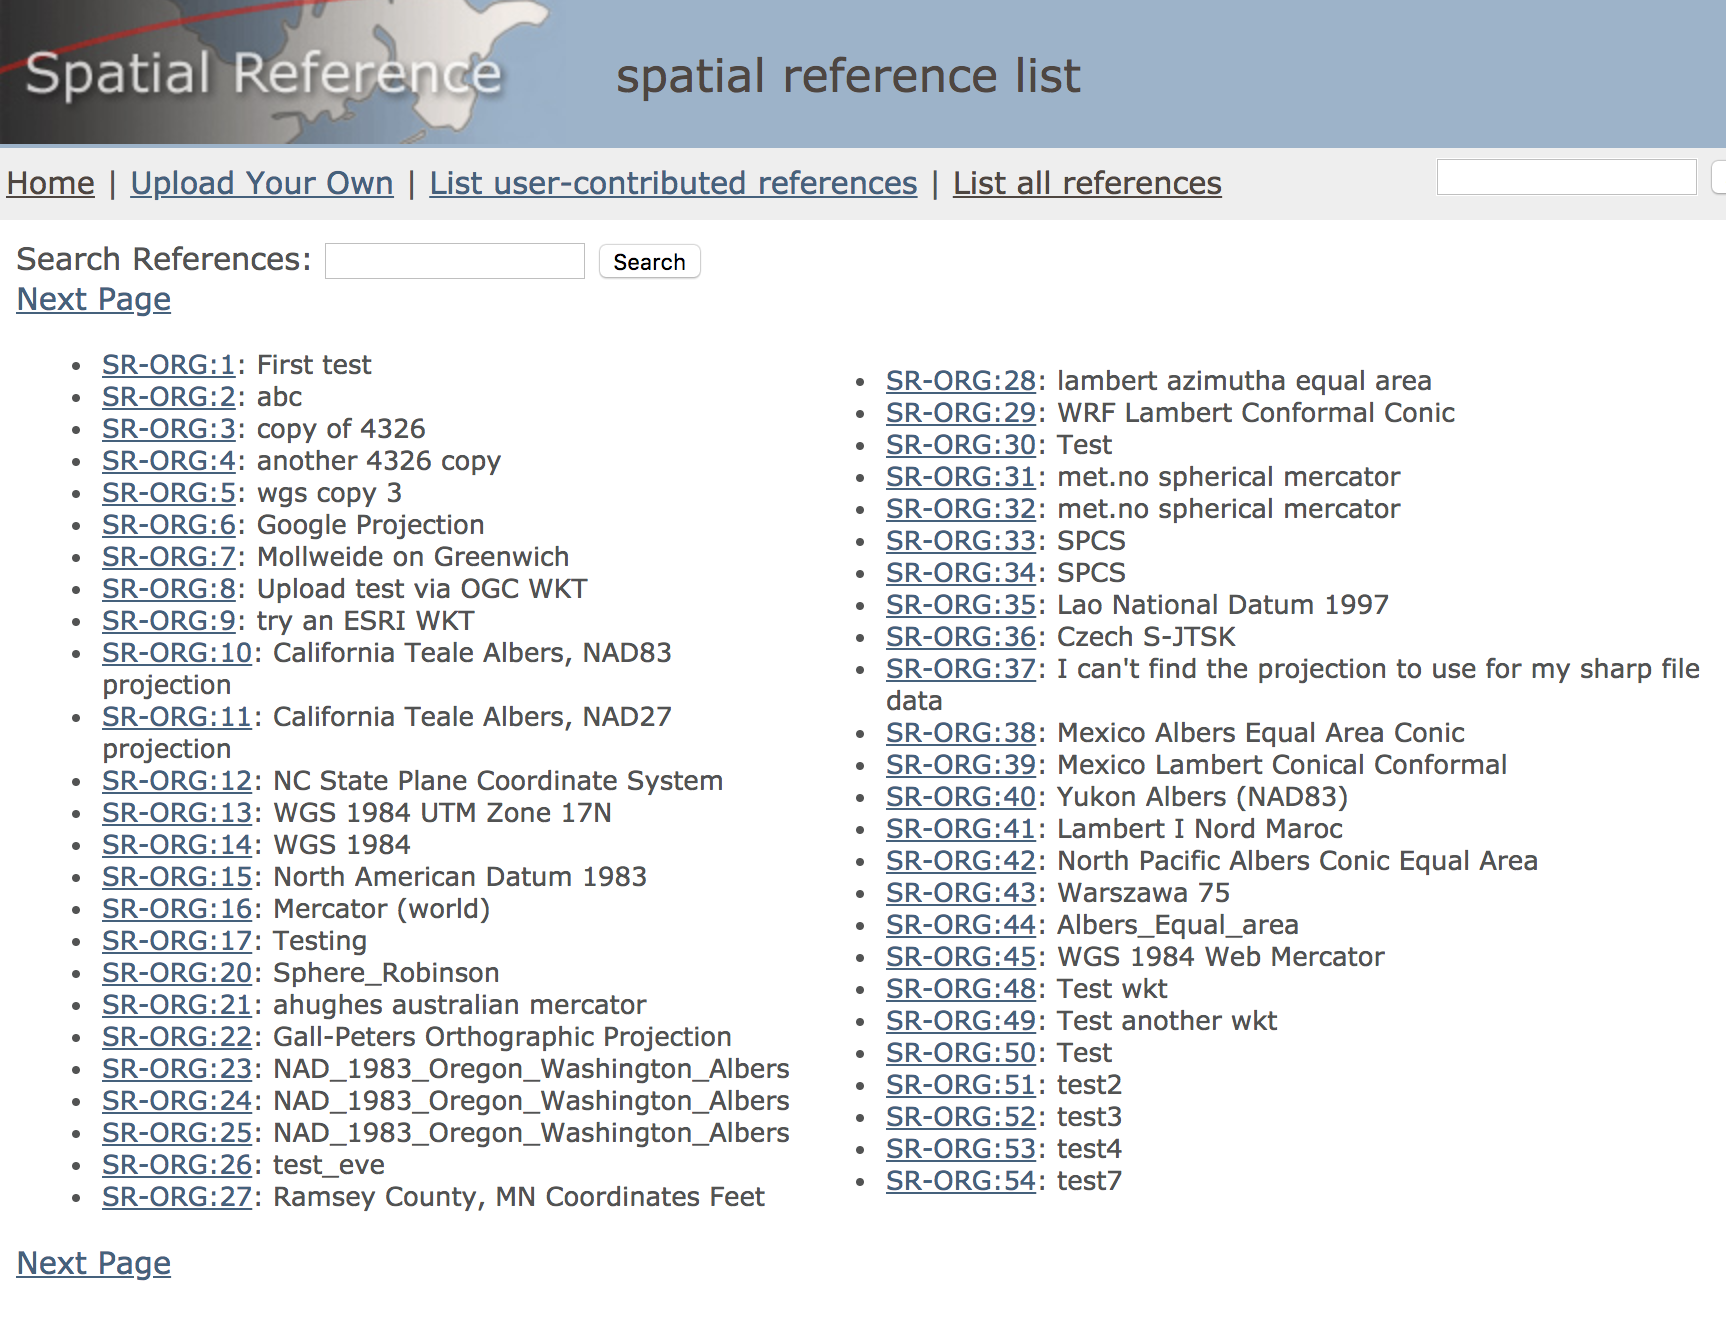 Spatial Reference
spatial reference list
Home | Upload Your Own | List user-contributed references | List all references
Search References: Search
Next Page
SR-ORG:1: First test
SR-ORG:2: abc
SR-ORG:3: copy of 4326
SR-ORG:4: another 4326 copy
SR-ORG:5: wgs copy 3
SR-ORG:6: Google Projection
SR-ORG:7: Mollweide on Greenwich
SR-ORG:8: Upload test via OGC WKT
SR-ORG:9: try an ESRI WKT
SR-ORG:10: California Teale Albers, NAD83
projection
SR-ORG:11: California Teale Albers, NAD27
projection
SR-ORG:12: NC State Plane Coordinate System
SR-ORG:13: WGS 1984 UTM Zone 17N
SR-ORG:14: WGS 1984
SR-ORG:15: North American Datum 1983
SR-ORG:16: Mercator (world)
SR-ORG:17: Testing
SR-ORG:20: Sphere_Robinson
SR-ORG:21: ahughes australian mercator
SR-ORG:22: Gall-Peters Orthographic Projection
SR-ORG:23: NAD_1983_Oregon_Washington_Albers
SR-ORG:24: NAD_1983_Oregon_Washington_Albers
SR-ORG:25: NAD_1983_Oregon_Washington_Albers
SR-ORG:26: test_eve
SR-ORG:27: Ramsey County, MN Coordinates Feet
SR-ORG:28: lambert azimutha equal area
SR-ORG:29: WRF Lambert Conformal Conic
SR-ORG:30: Test
SR-ORG:31: met.no spherical mercator
SR-ORG:32: met.no spherical mercator
SR-ORG:33: SPCS
SR-ORG:34: SPCS
SR-ORG:35: Lao National Datum 1997
SR-ORG:36: Czech S-JTSK
SR-ORG:37: I can't find the projection to use for my sharp file
data
SR-ORG:38: Mexico Albers Equal Area Conic
SR-ORG:39: Mexico Lambert Conical Conformal
SR-ORG:40: Yukon Albers (NAD83)
SR-ORG:41: Lambert I Nord Maroc
SR-ORG:42: North Pacific Albers Conic Equal Area
SR-ORG:43: Warszawa 75
SR-ORG:44: Albers_Equal_area
SR-ORG:45: WGS 1984 Web Mercator
SR-ORG:48: Test wkt
SR-ORG:49: Test another wkt
SR-ORG:50: Test
SR-ORG:51: test2
SR-ORG:52: test3
SR-ORG:53: test4
SR-ORG:54: test7
Next Page